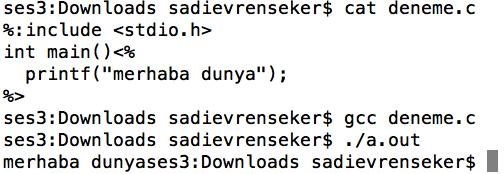 ses3:Downloads sadievrenseker$ cat deneme.c
%:include <stdio.h>
int main()<%
  printf("merhaba dunya");
%>
ses3:Downloads sadievrenseker$ gcc deneme.c
ses3:Downloads sadievrenseker$ ./a.out
merhaba dunyases3:Downloads sadievrenseker$